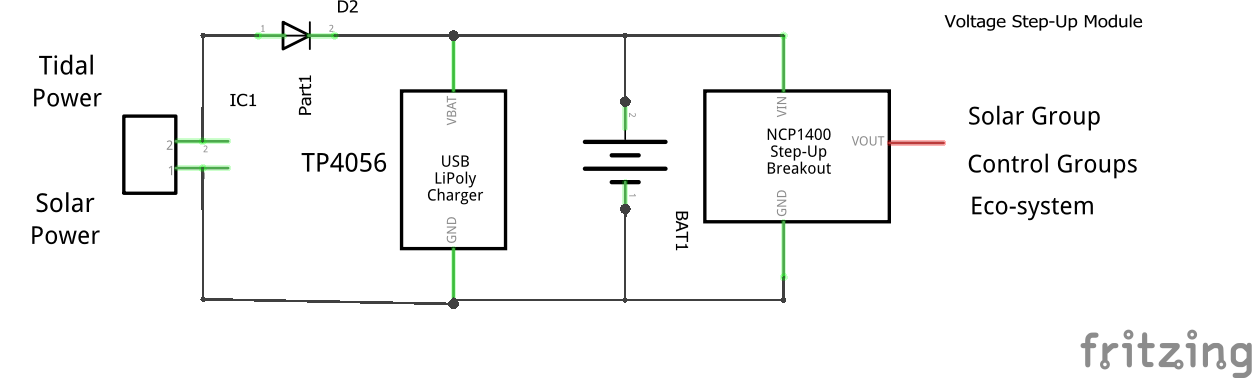 D2
Voltage Step-Up Module
1
2
Tidal
Power
IC1
Part1
VBAT
VIN
2
Solar Group
2
2
NCP1400
Step-Up
Breakout
VOUT
TP4056
USB
LiPoly
Charger
Control Groups
1
Solar
Power
1
GND
GND
BAT1
Eco-system
fritzing